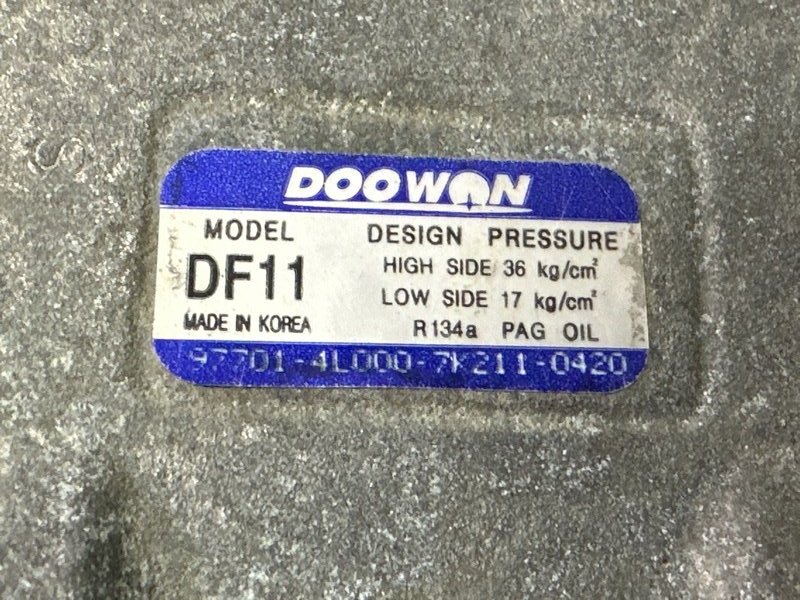 DOOWON
MODEL
DF11
MADE IN KOREA
DESIGN PRESSURE
HIGH SIDE 36 kg/cm²
LOW SIDE 17 kg/cm²
R134a PAG OIL
97701-4L000-7K211-0420
S